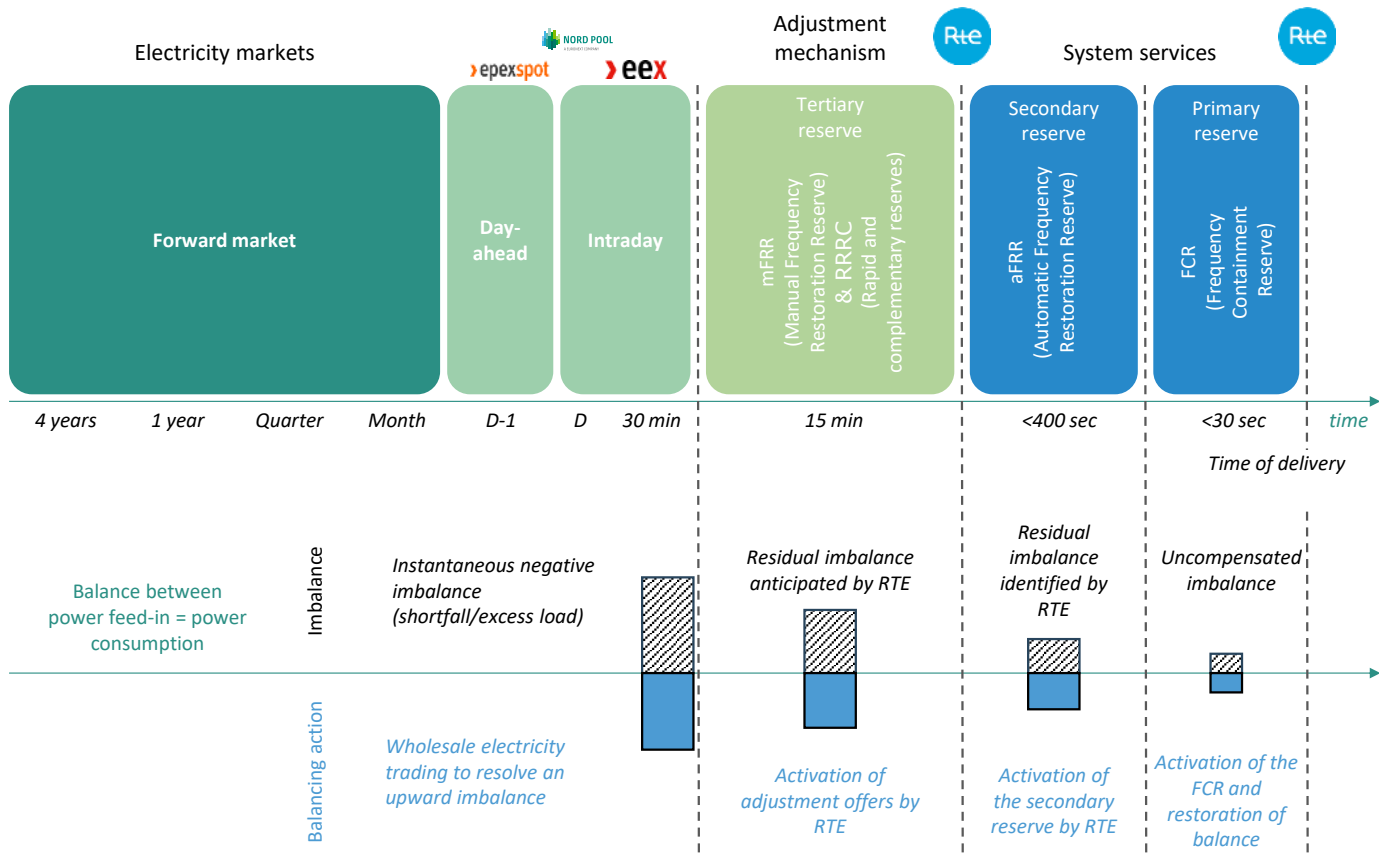 Electricity markets
NORD POOL
A EURONEXT COMPANY
epexspot
eex
Adjustment
mechanism
Rte
System services
Rte
Forward market
Day-
ahead
Intraday
Tertiary
reserve
mFRR
(Manual Frequency
Restoration Reserve)
& RRRC
(Rapid and
complementary reserves)
Secondary
reserve
aFRR
(Automatic Frequency
Restoration Reserve)
Primary
reserve
FCR
(Frequency
Containment
Reserve)
4 years
1 year
Quarter
Month
D-1
D
30 min
15 min
<400 sec
<30 sec
time
Time of delivery
Balance between
power feed-in = power
consumption
Imbalance
Instantaneous negative
imbalance
(shortfall/excess load)
Residual imbalance
anticipated by RTE
Residual
imbalance
identified by
RTE
Uncompensated
imbalance
Balancing action
Wholesale electricity
trading to resolve an
upward imbalance
Activation of
adjustment offers by
RTE
Activation of
the secondary
reserve by RTE
Activation of the
FCR and
restoration of
balance